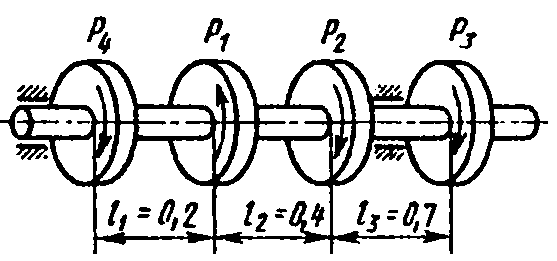 P₄ P₁ P₂ P₃
l₁ = 0,2 l₂ = 0,4 l₃ = 0,7